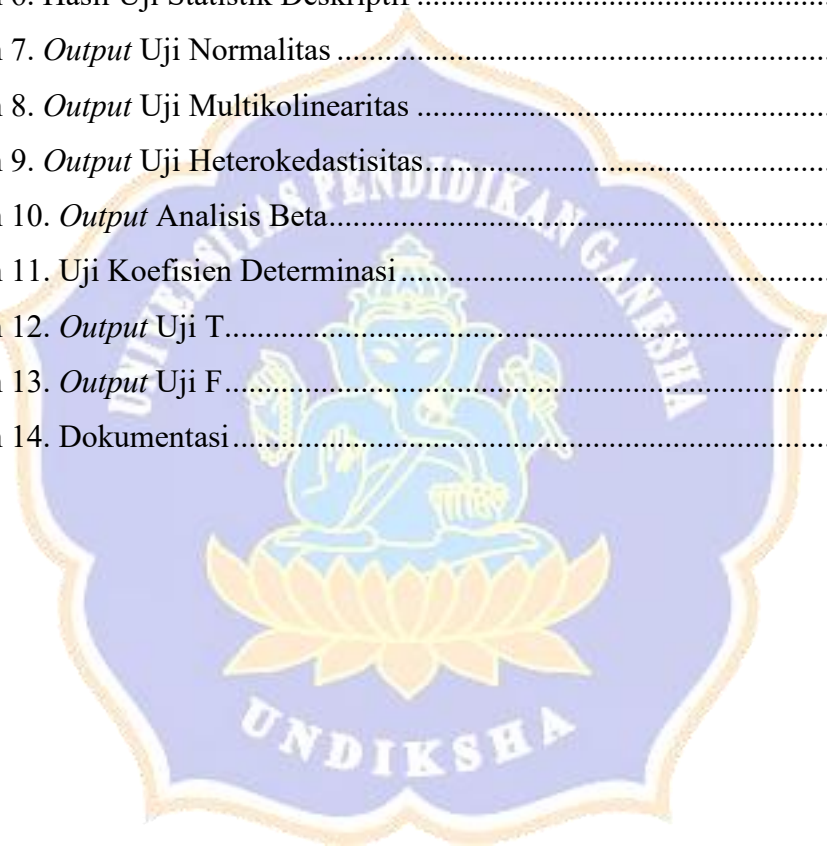 n 6. Hasil Uji Statistik Deskriptif ..........
n 7. Output Uji Normalitas ..........
n 8. Output Uji Multikolinearitas ..........
n 9. Output Uji Heterokedastisitas ..........
n 10. Output Analisis Beta ..........
n 11. Uji Koefisien Determinasi ..........
n 12. Output Uji T ..........
n 13. Output Uji F ..........
n 14. Dokumentasi ..........
UNIVERSITAS PENDIDIKAN GANESHA
UNDIKSHA